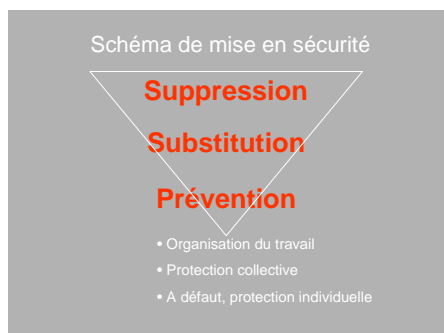 Schéma de mise en sécurité
Suppression
Substitution
Prévention
• Organisation du travail
• Protection collective
• A défaut, protection individuelle